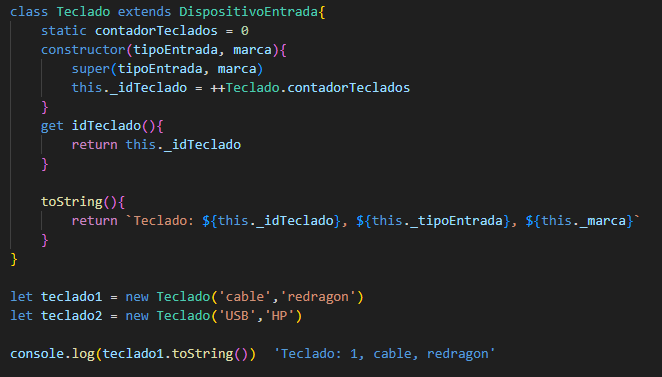 class Teclado extends DispositivoEntrada{
    static contadorTeclados = 0
    constructor(tipoEntrada, marca){
        super(tipoEntrada, marca)
        this._idTeclado = ++Teclado.contadorTeclados
    }
    get idTeclado(){
        return this._idTeclado
    }
    toString(){
        return `Teclado: ${this._idTeclado}, ${this._tipoEntrada}, ${this._marca}`
    }
}
let teclado1 = new Teclado('cable','redragon')
let teclado2 = new Teclado('USB','HP')
console.log(teclado1.toString())  'Teclado: 1, cable, redragon'